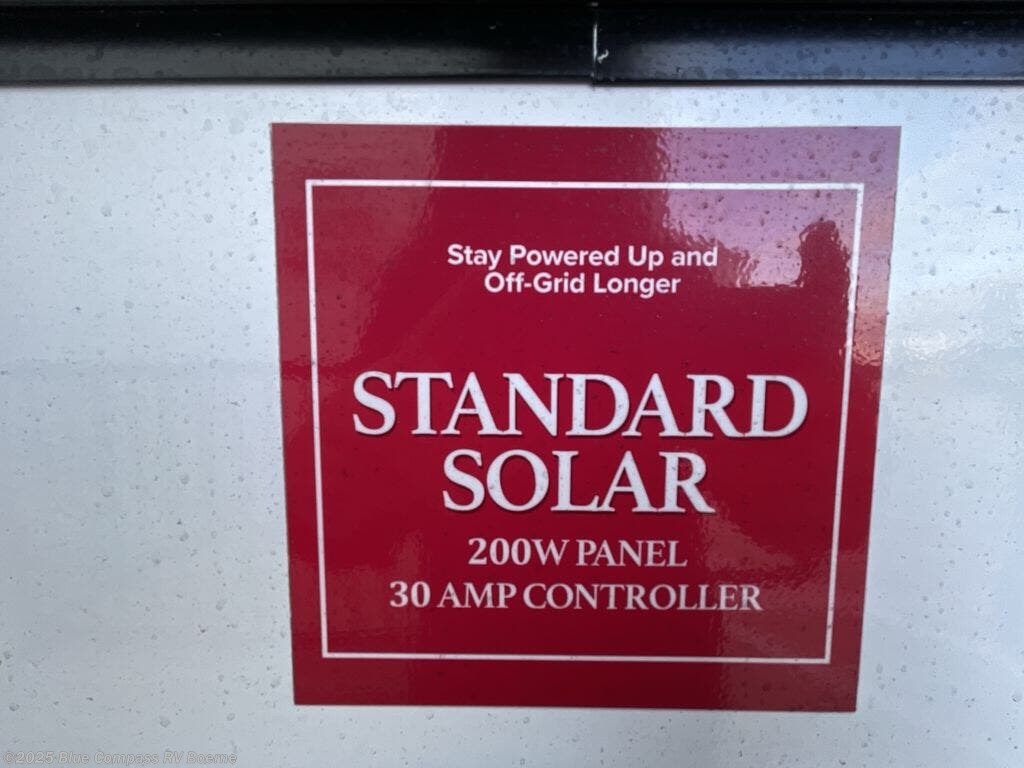 Stay Powered Up and
Off-Grid Longer
STANDARD
SOLAR
200W PANEL
30 AMP CONTROLLER
©2025 Blue Compass RV Boerne